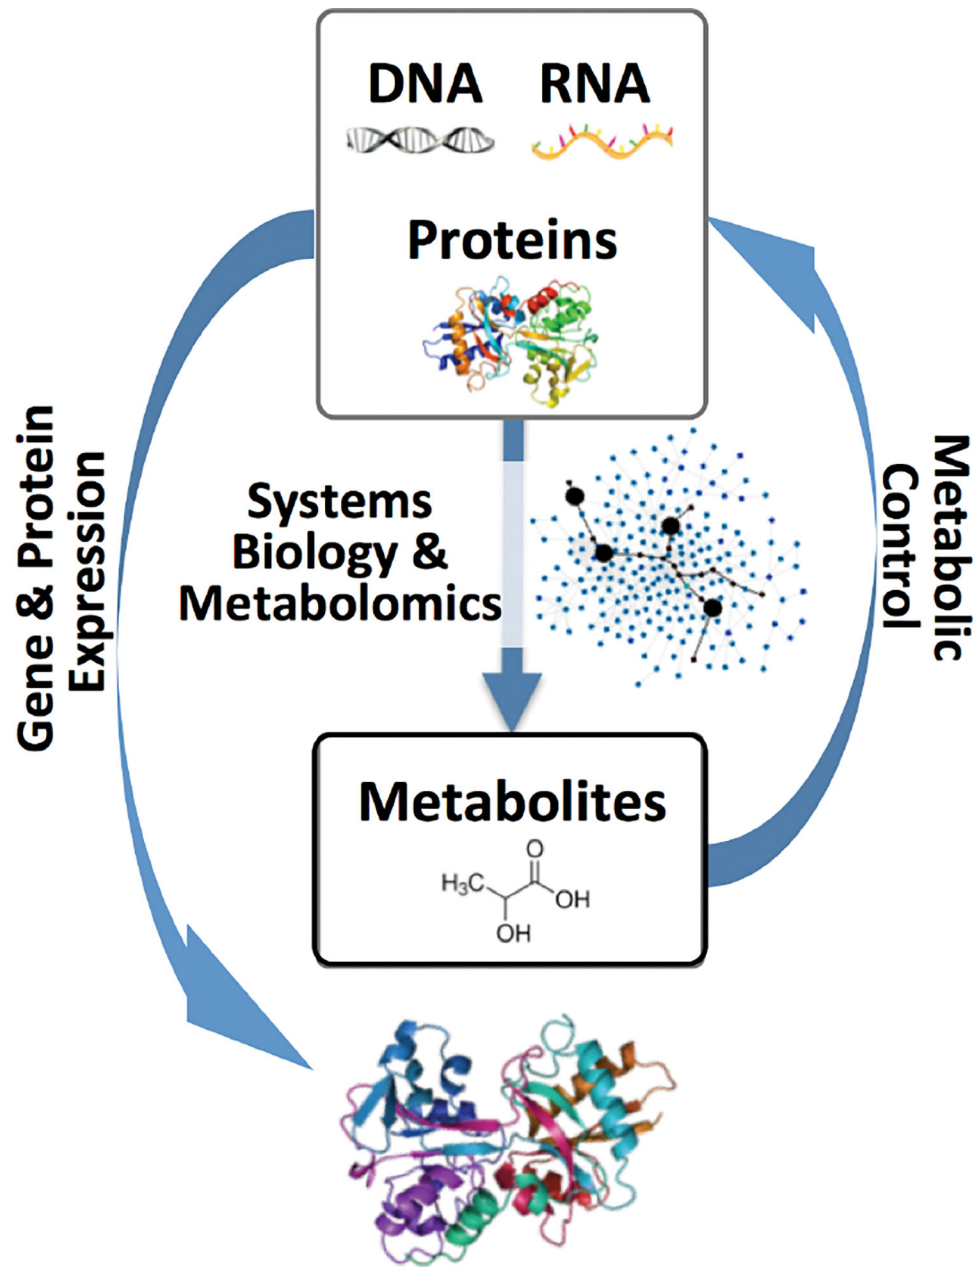 DNA RNA
Proteins
Gene & Protein
Expression
Systems
Biology &
Metabolomics
Metabolic
Control
Metabolites
O
H₃C
OH
OH